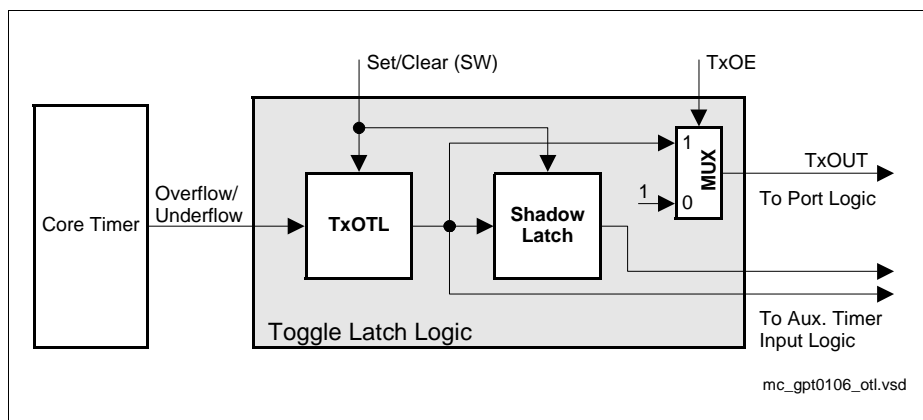 Set/Clear (SW)
TxOE
Core Timer
Overflow/
Underflow
TxOTL
Shadow
Latch
1
MUX
1
0
TxOUT
To Port Logic
To Aux. Timer
Input Logic
Toggle Latch Logic
mc_gpt0106_otl.vsd